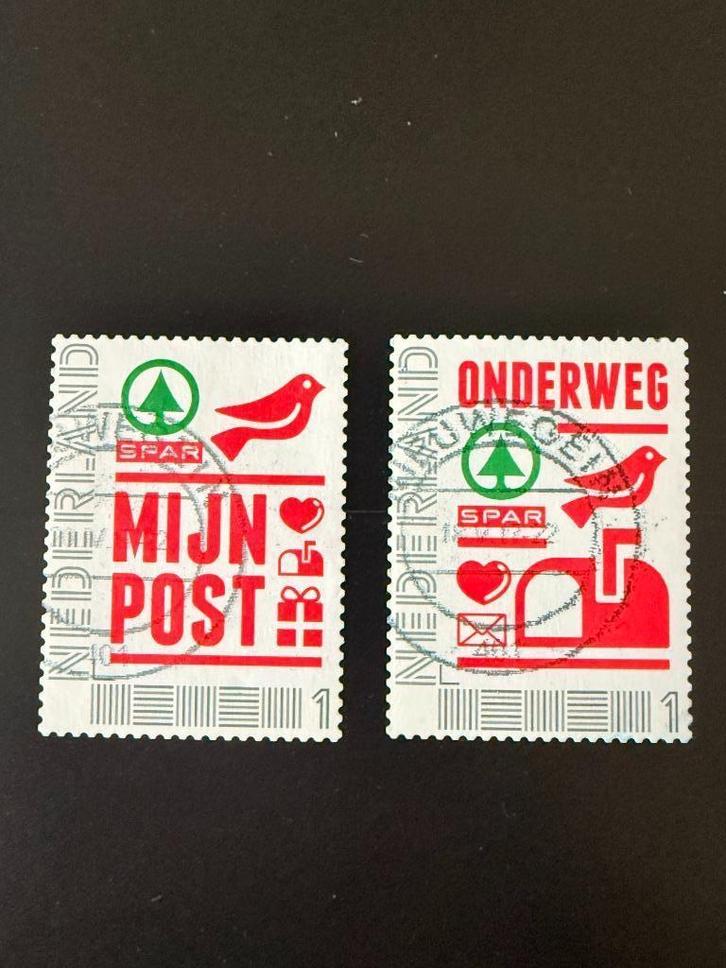 NEDERLAND
SPAR
MIJN
POST
1
NEDERLAND
ONDERWEG
SPAR
1